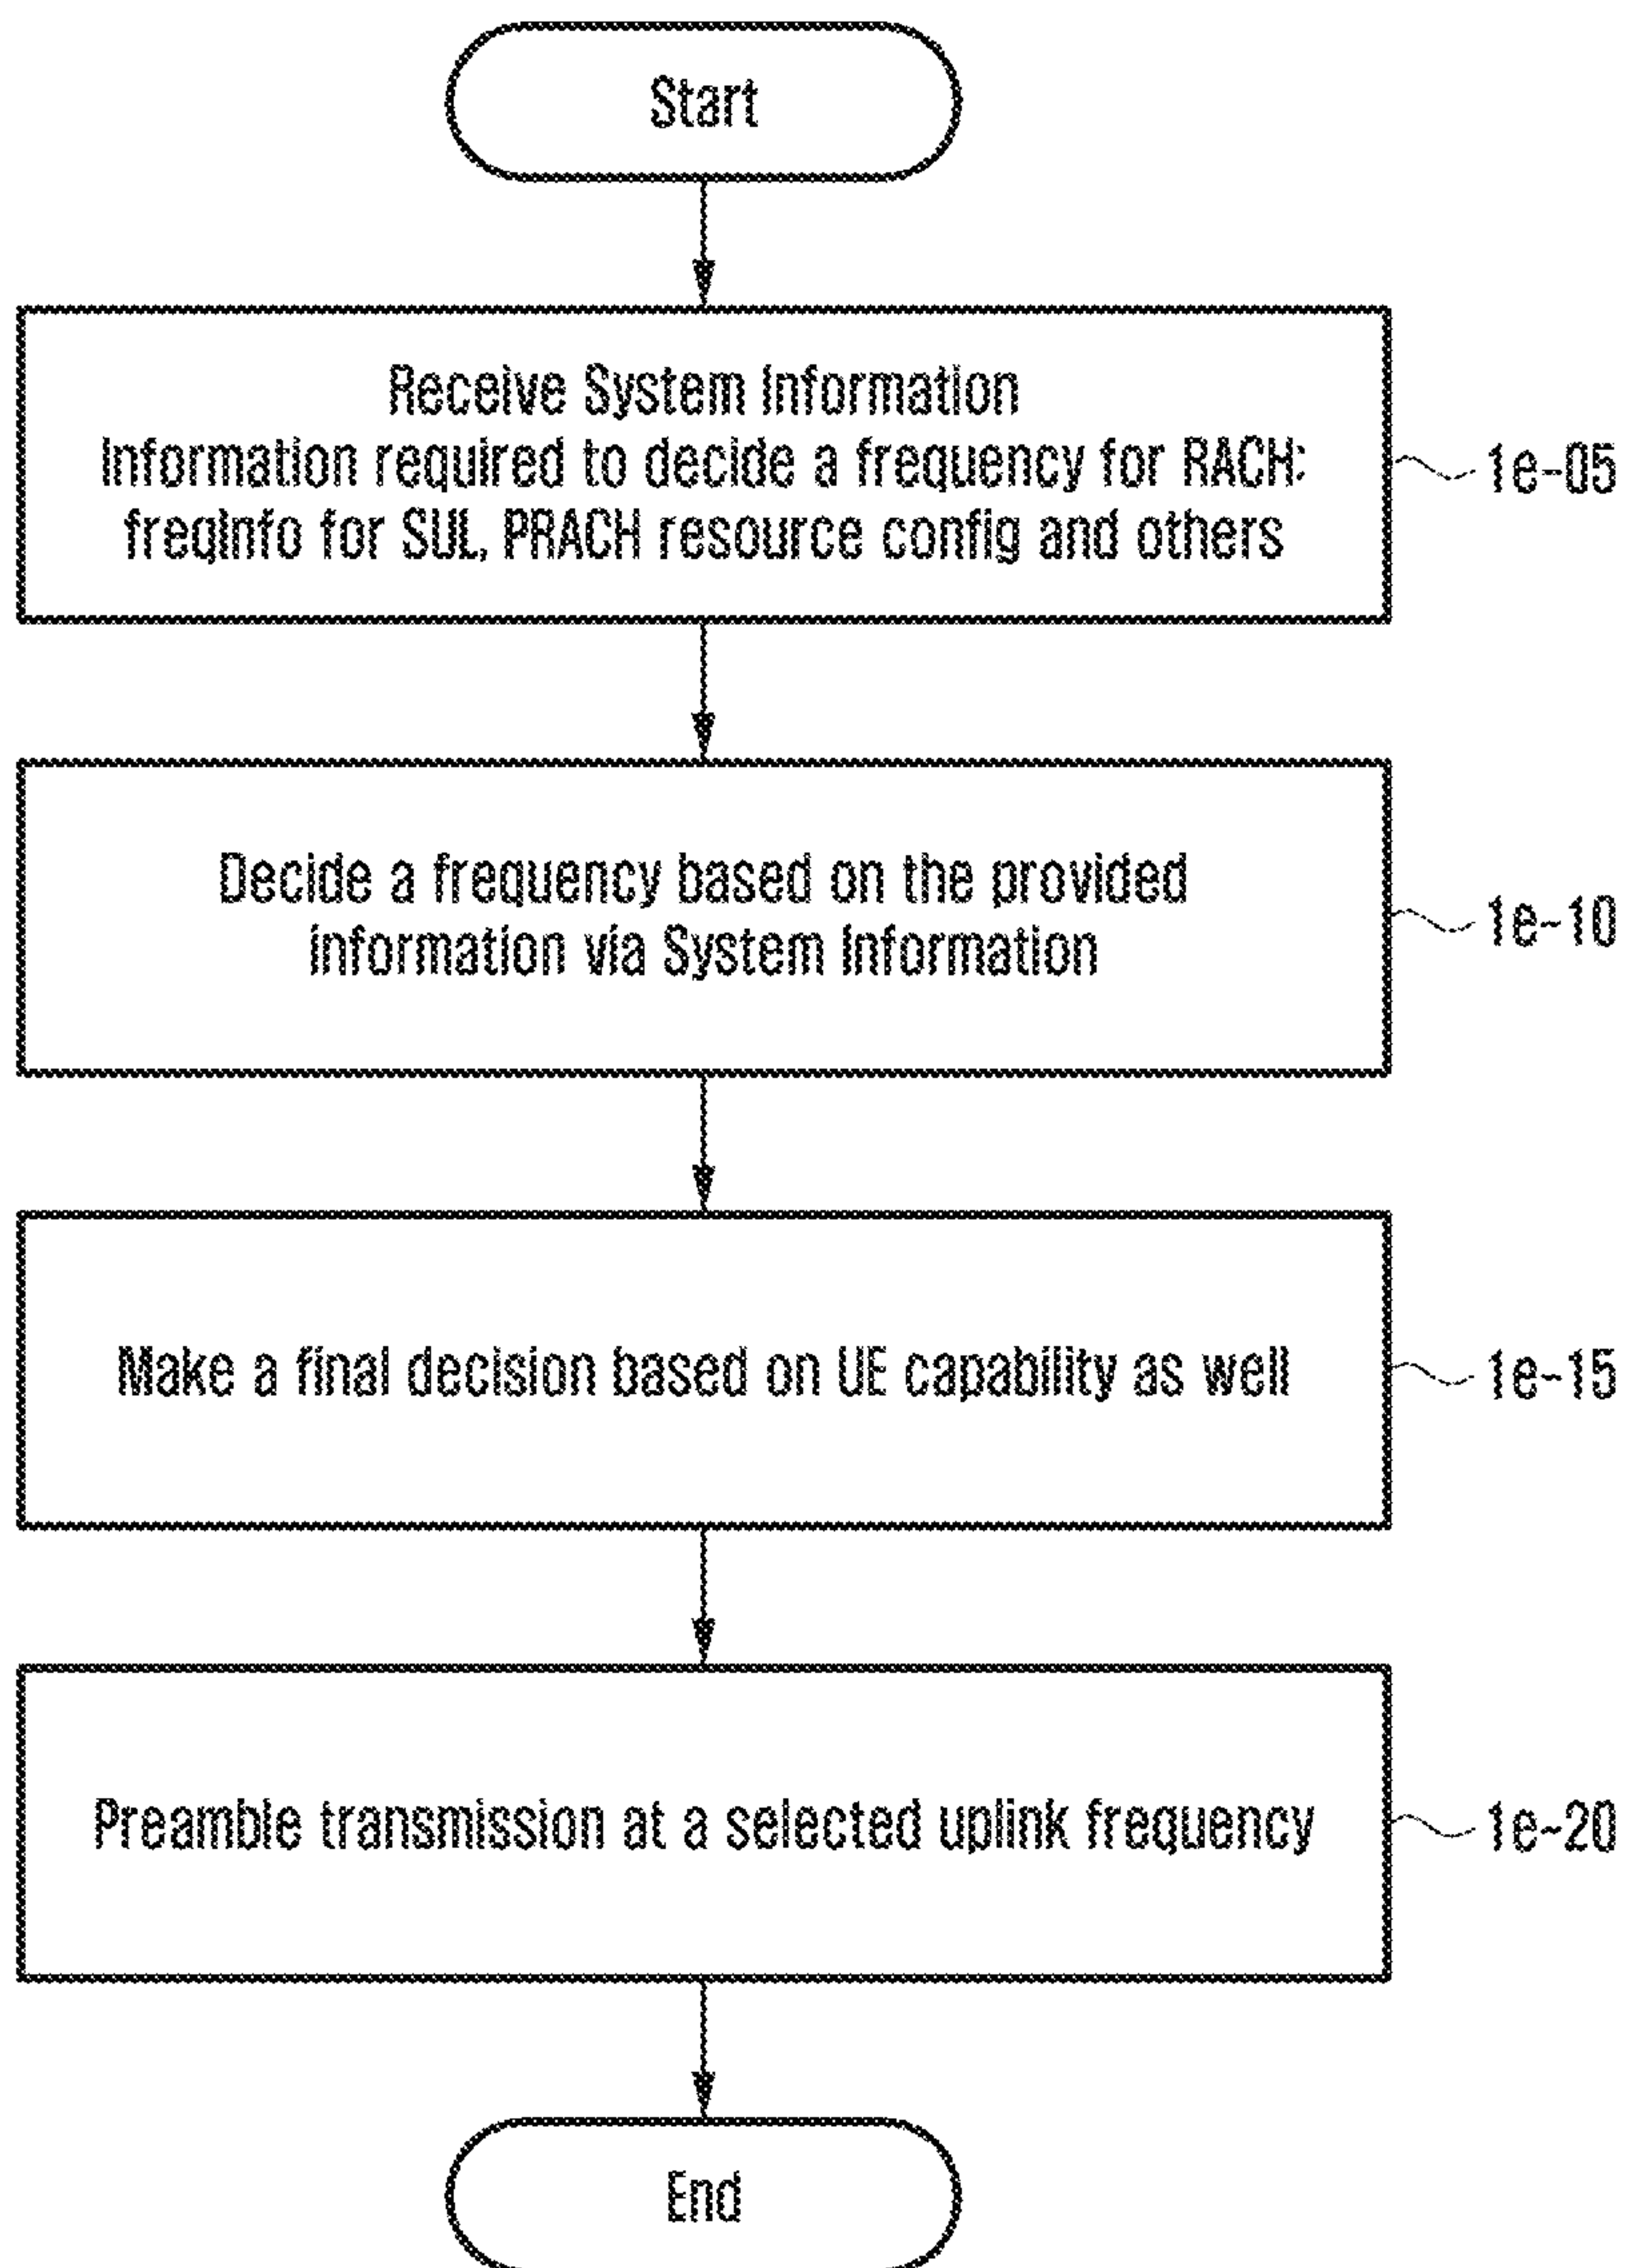 Start
Receive System Information
Information required to decide a frequency for RACH:
freqInfo for SUL, PRACH resource config and others
1e-05
Decide a frequency based on the provided
information via System Information
1e-10
Make a final decision based on UE capability as well
1e-15
Preamble transmission at a selected uplink frequency
1e-20
End